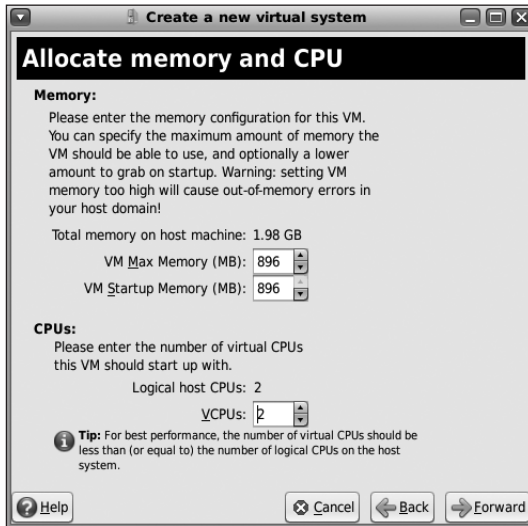 Create a new virtual system
Allocate memory and CPU
Memory:
Please enter the memory configuration for this VM.
You can specify the maximum amount of memory the
VM should be able to use, and optionally a lower
amount to grab on startup. Warning: setting VM
memory too high will cause out-of-memory errors in
your host domain!
Total memory on host machine: 1.98 GB
VM Max Memory (MB): 896
VM Startup Memory (MB): 896
CPUs:
Please enter the number of virtual CPUs
this VM should start up with.
Logical host CPUs: 2
VCPUs: 2
Tip: For best performance, the number of virtual CPUs should be
less than (or equal to) the number of logical CPUs on the host
system.
Help Cancel Back Forward